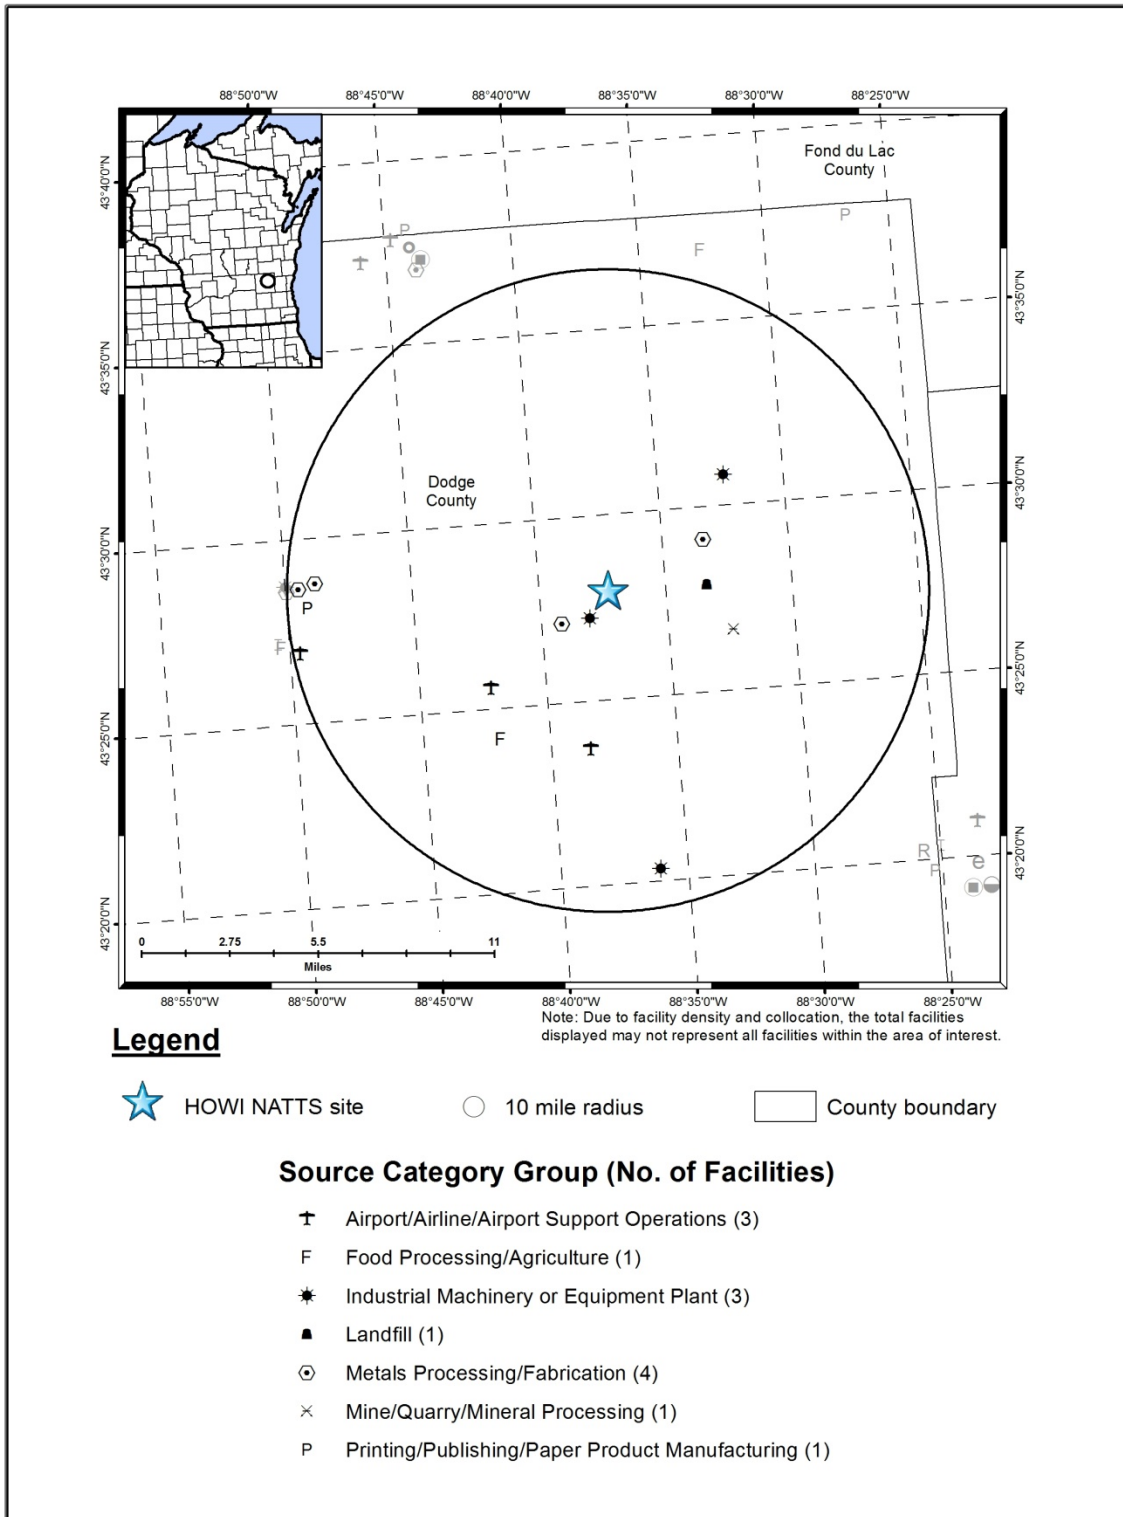 88°50'0"W 88°45'0"W 88°40'0"W 88°35'0"W 88°30'0"W 88°25'0"W
Fond du Lac
County
43°40'0"N
P
P
F
43°35'0"N
43°35'0"N
Dodge
County
43°30'0"N
43°30'0"N
P
F
43°25'0"N
F
43°25'0"N
R
P
e
43°20'0"N
43°20'0"N
0 2.75 5.5 11
Miles
88°55'0"W 88°50'0"W 88°45'0"W 88°40'0"W 88°35'0"W 88°30'0"W 88°25'0"W
Note: Due to facility density and collocation, the total facilities
displayed may not represent all facilities within the area of interest.
Legend
HOWI NATTS site 10 mile radius County boundary
Source Category Group (No. of Facilities)
Airport/Airline/Airport Support Operations (3)
F Food Processing/Agriculture (1)
Industrial Machinery or Equipment Plant (3)
Landfill (1)
Metals Processing/Fabrication (4)
Mine/Quarry/Mineral Processing (1)
P Printing/Publishing/Paper Product Manufacturing (1)